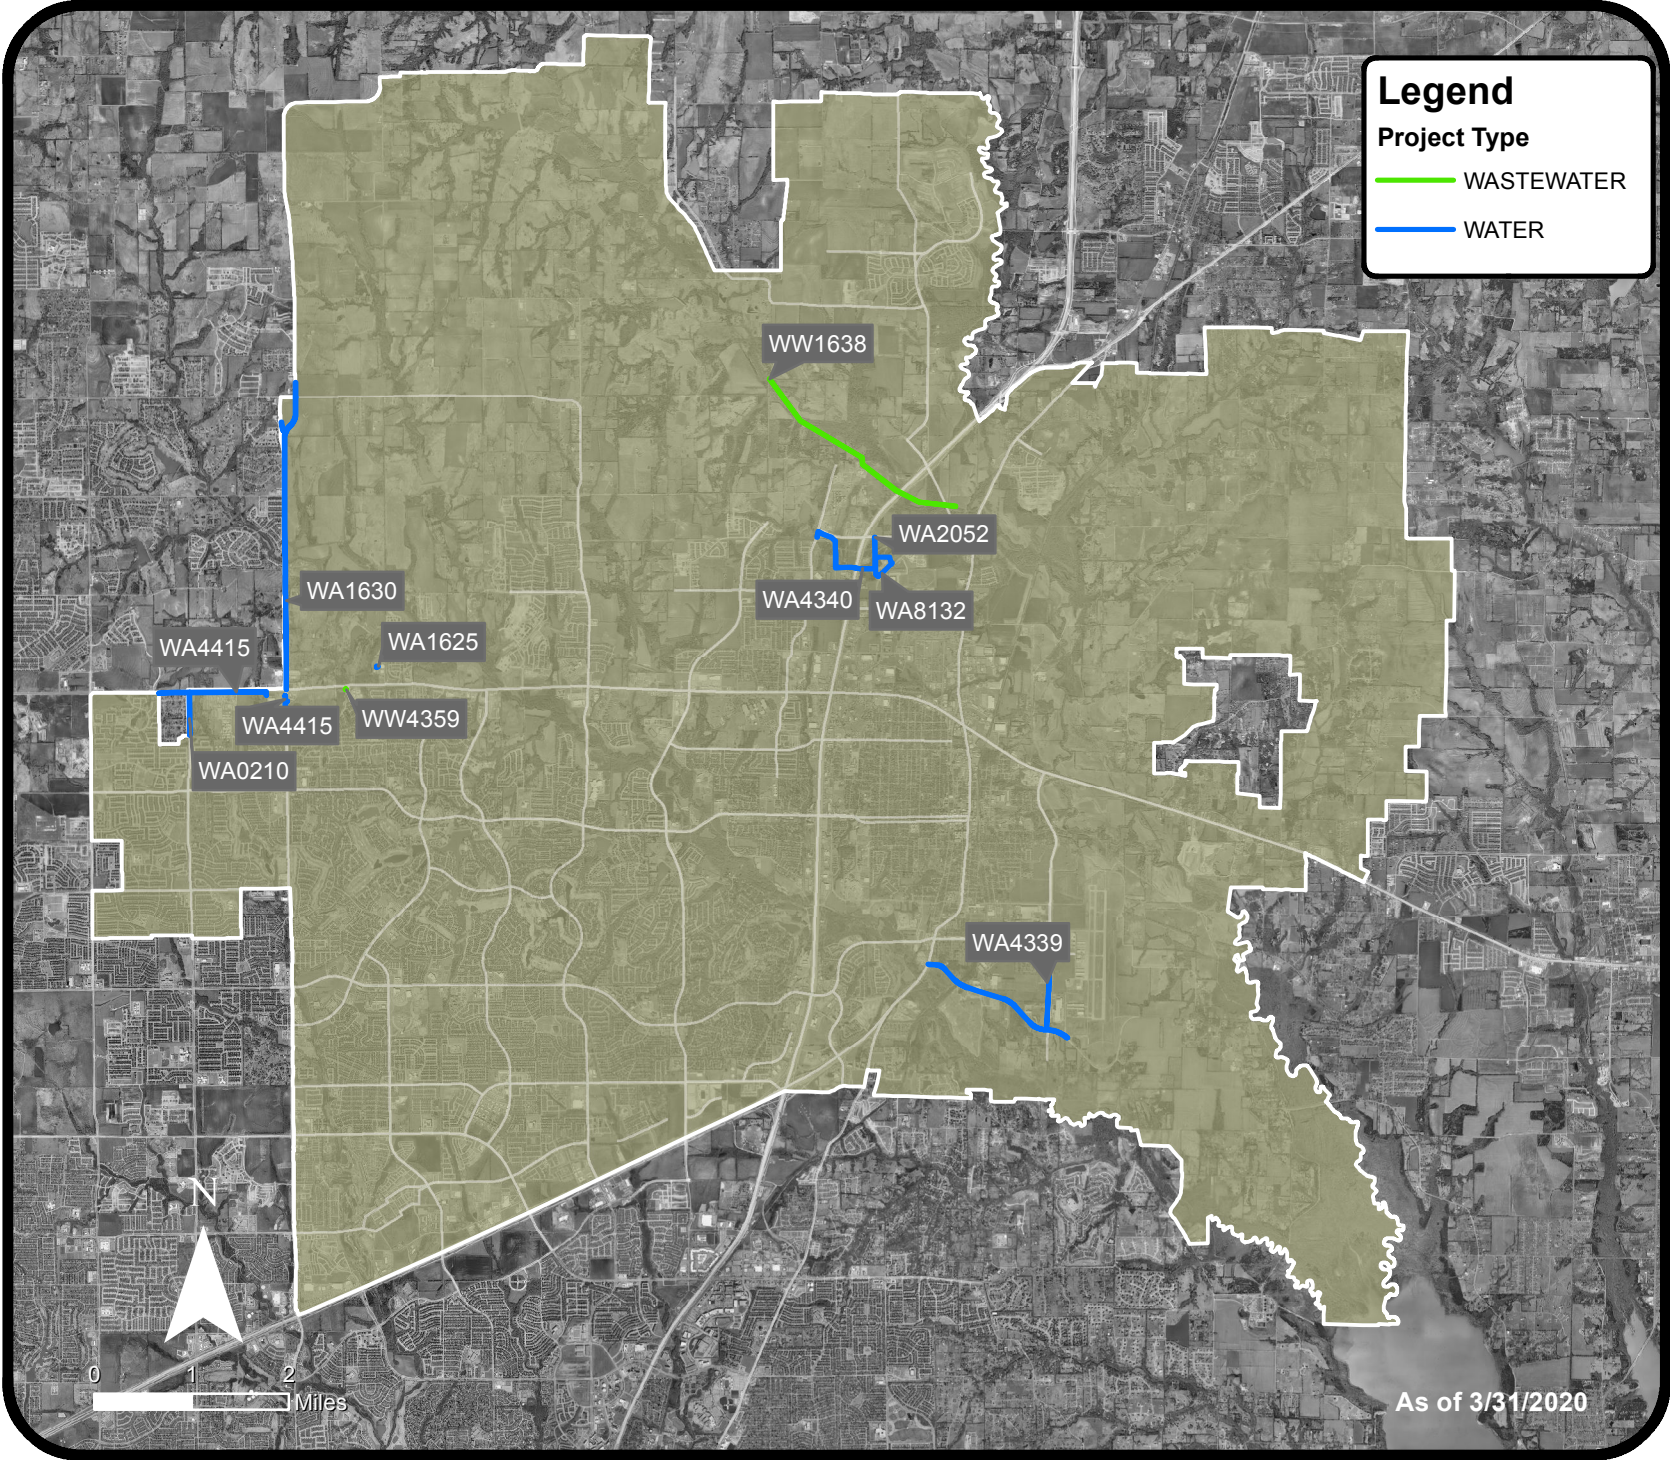 Legend
Project Type
WASTEWATER
WATER
WW1638
WA2052
WA4340
WA8132
WA1630
WA1625
WA4415
WA4415
WW4359
WA0210
WA4339
N
0 1 2
Miles
As of 3/31/2020